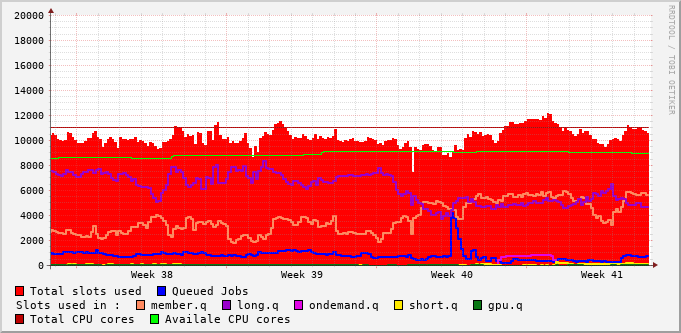 RRDTOOL / TOBI OETIKER
20000
18000
16000
14000
12000
10000
8000
6000
4000
2000
0
Week 38 Week 39 Week 40 Week 41
Total slots used Queued Jobs
Slots used in : member.q long.q ondemand.q short.q gpu.q
Total CPU cores Availale CPU cores